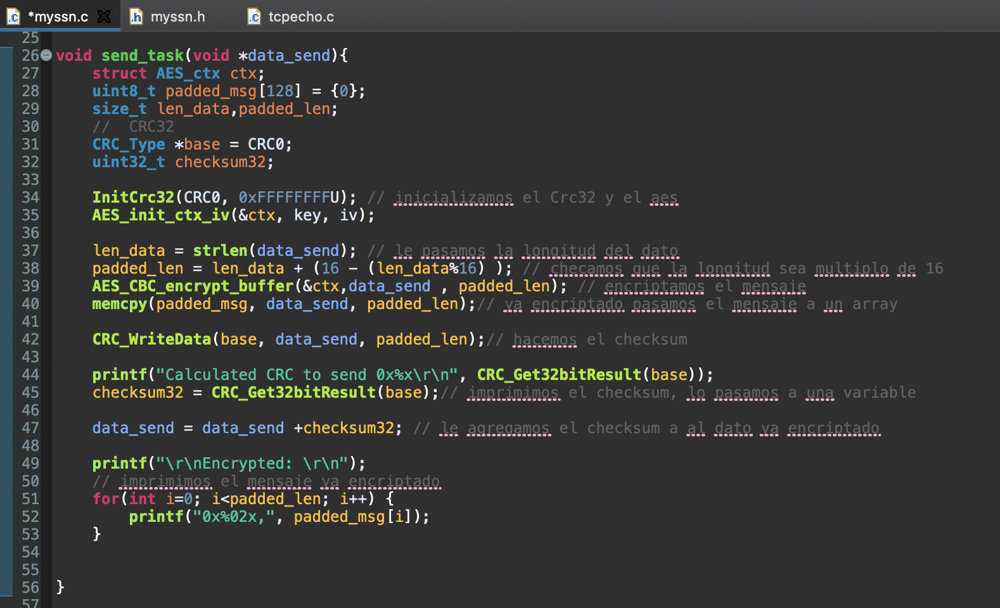 *myssn.c myssn.h tcpecho.c
25
26 void send_task(void *data_send){
27 struct AES_ctx ctx;
28 uint8_t padded_msg[128] = {0};
29 size_t len_data,padded_len;
30 //  CRC32
31 CRC_Type *base = CRC0;
32 uint32_t checksum32;
33
34 InitCrc32(CRC0, 0xFFFFFFFFU); // inicializamos el Crc32 y el aes
35 AES_init_ctx_iv(&ctx, key, iv);
36
37 len_data = strlen(data_send); // le pasamos la longitud del dato
38 padded_len = len_data + (16 - (len_data%16) ); // checamos que la longitud sea multiplo de 16
39 AES_CBC_encrypt_buffer(&ctx,data_send , padded_len); // encriptamos el mensaje
40 memcpy(padded_msg, data_send, padded_len);// ya encriptado pasamos el mensaje a un array
41
42 CRC_WriteData(base, data_send, padded_len);// hacemos el checksum
43
44 printf("Calculated CRC to send 0x%x\r\n", CRC_Get32bitResult(base));
45 checksum32 = CRC_Get32bitResult(base);// imprimimos el checksum, lo pasamos a una variable
46
47 data_send = data_send +checksum32; // le agregamos el checksum a al dato ya encriptado
48
49 printf("\r\nEncrypted: \r\n");
50 // imprimimos el mensaje ya encriptado
51 for(int i=0; i<padded_len; i++) {
52 printf("0x%02x,", padded_msg[i]);
53 }
54
55
56 }
57